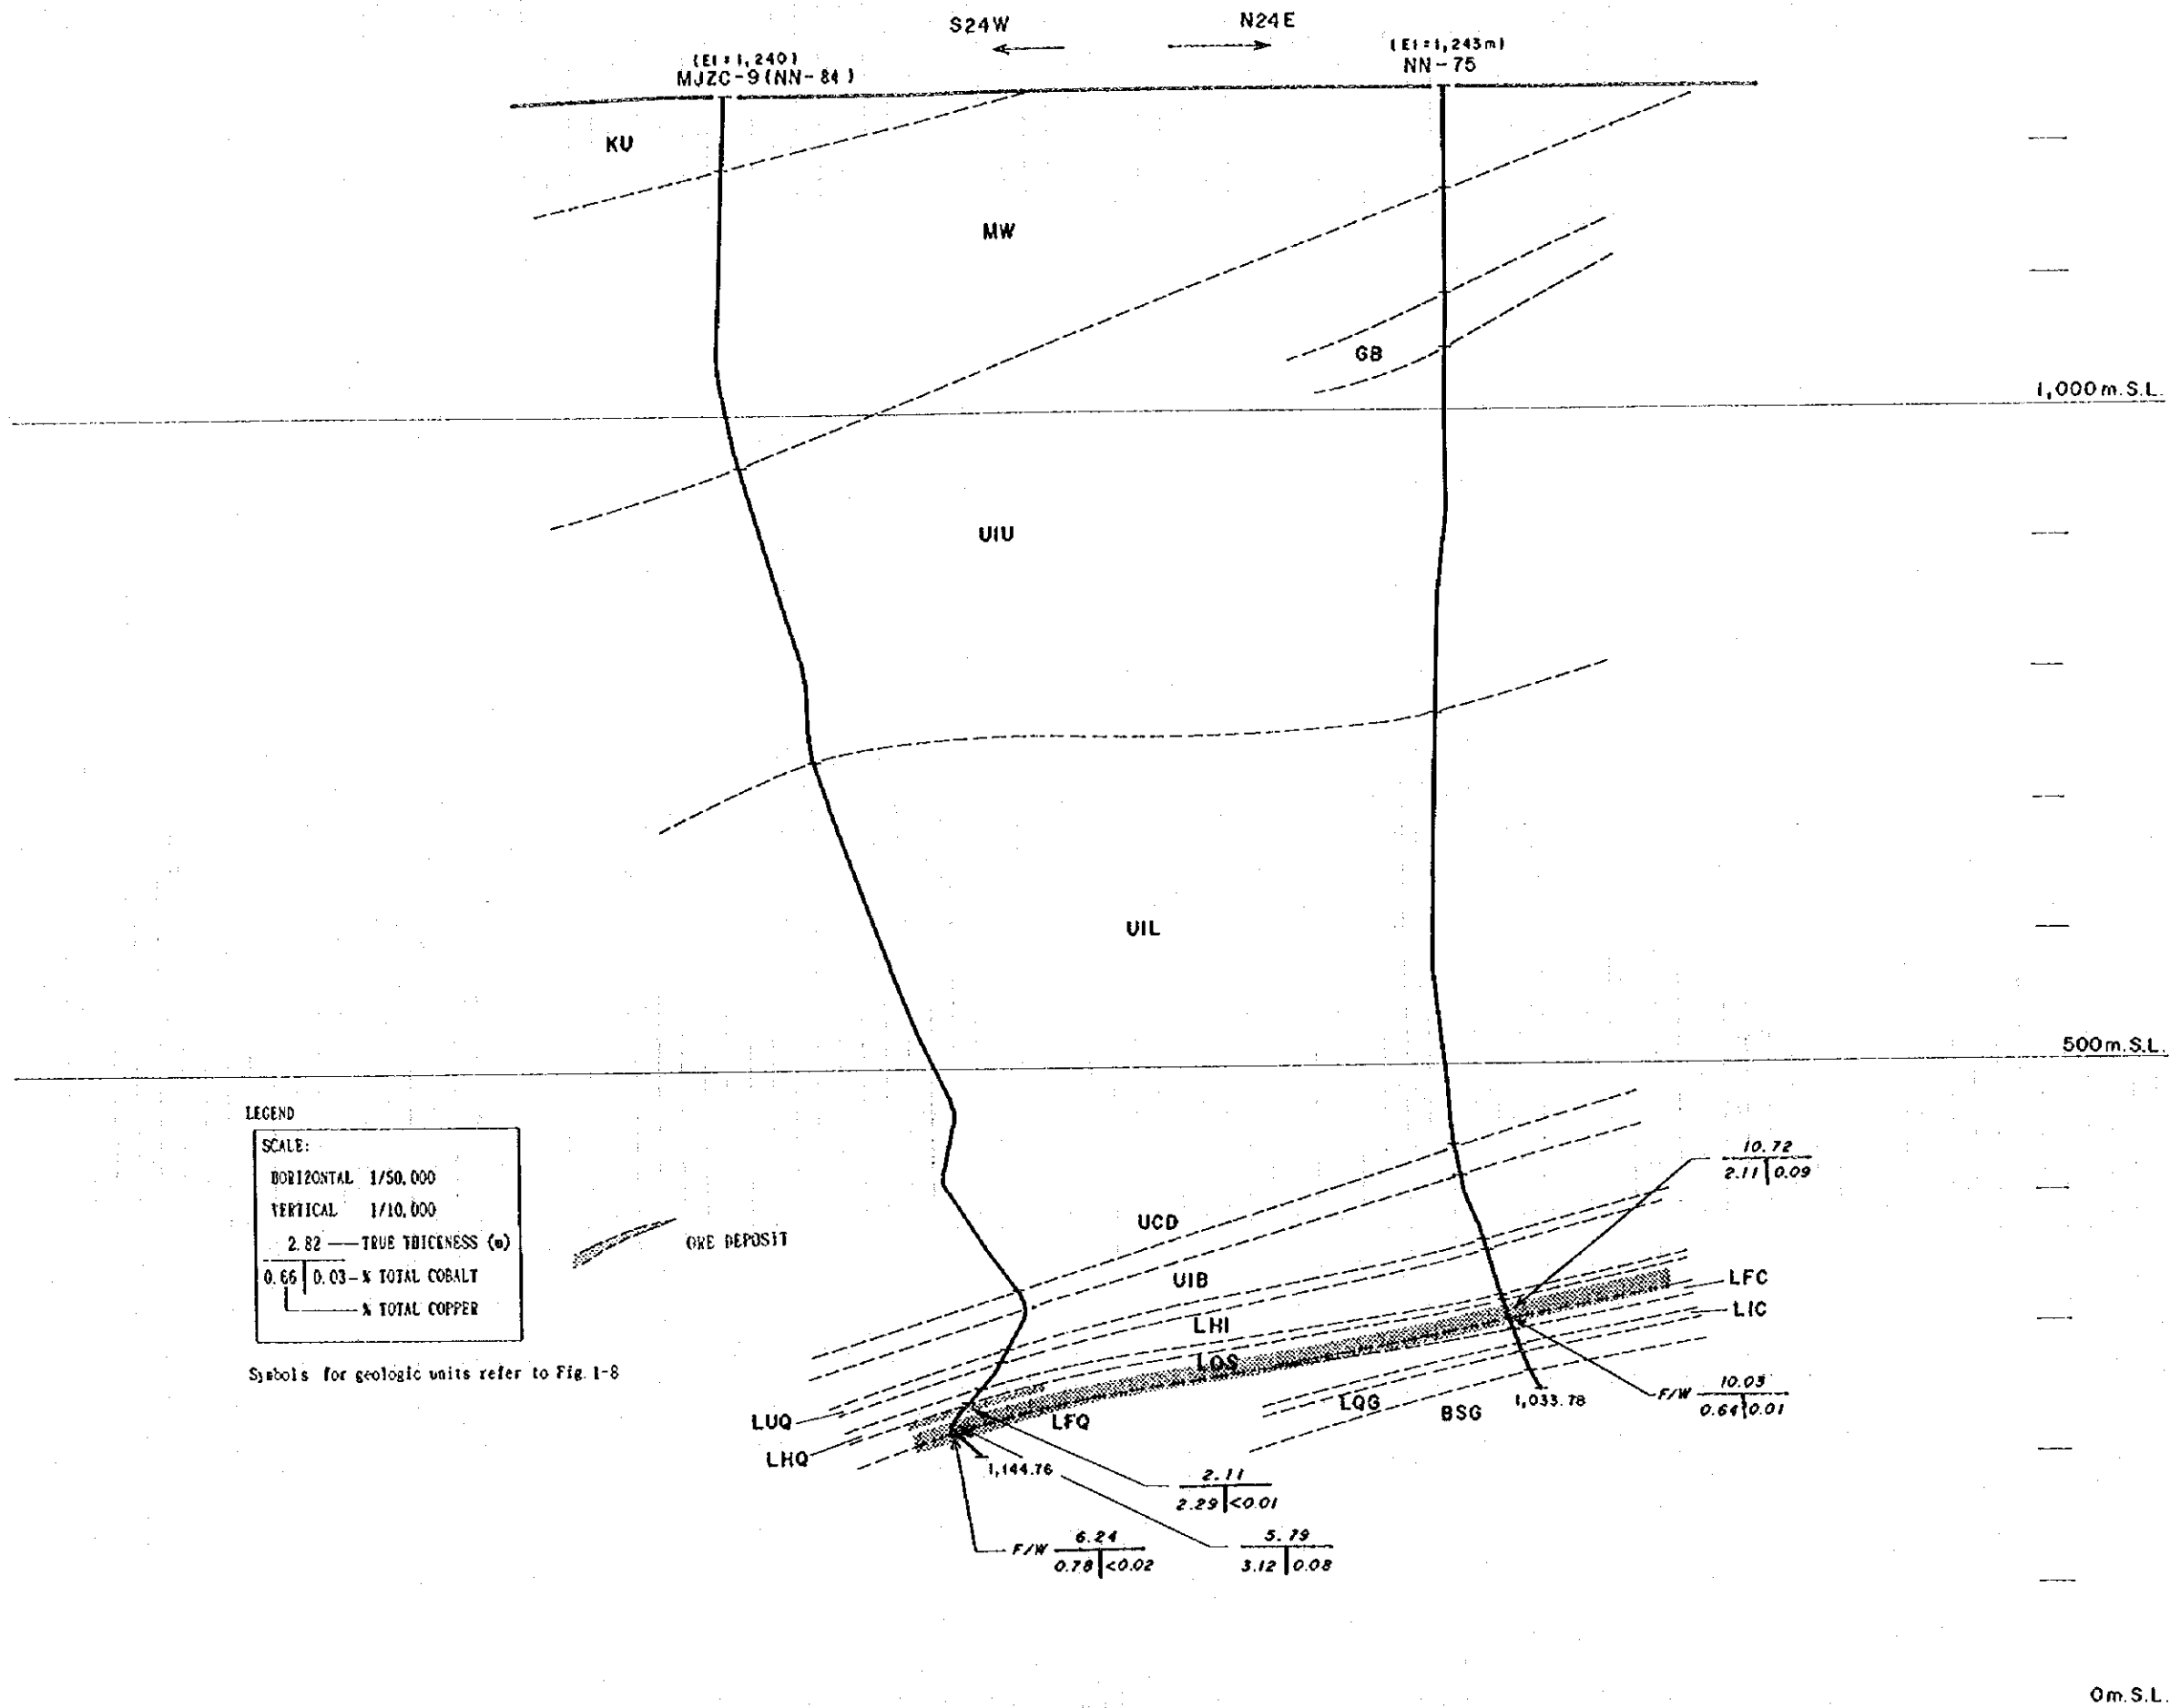 S24W N24E
(El=1,240)
MJZC-9(NN-84)
(El=1,243m)
NN-75
KU
MW
GB
1,000m.S.L.
UIU
UIL
500m.S.L.
LEGEND
SCALE:
HORIZONTAL 1/50,000
VERTICAL 1/10,000
2.82 — TRUE THICKNESS (m)
0.66 0.03 - % TOTAL COBALT
% TOTAL COPPER
ORE DEPOSIT
Symbols for geologic units refer to Fig. 1-8
10.72
2.11 0.09
UCD
UIB
LFC
LHI
LIC
LOS
F/W 10.03
0.64 0.01
1,033.78
LQG
BSG
LUQ
LFQ
LHQ
1,144.76
2.11
2.29 <0.01
F/W 6.24
0.78 <0.02
5.79
3.12 0.08
0m.S.L.